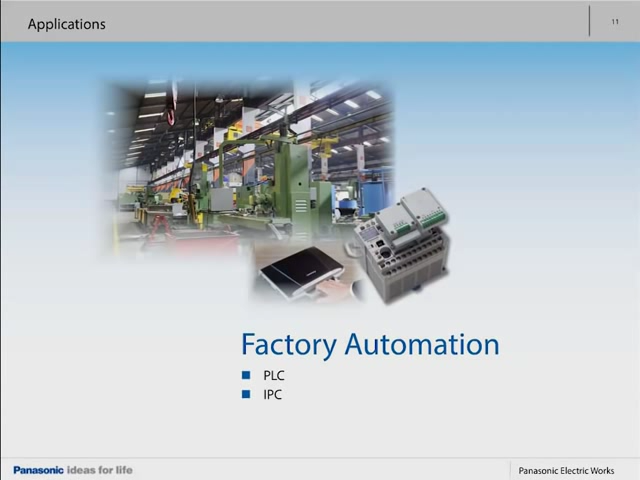 Applications
11
Factory Automation
PLC
IPC
Panasonic ideas for life
Panasonic Electric Works